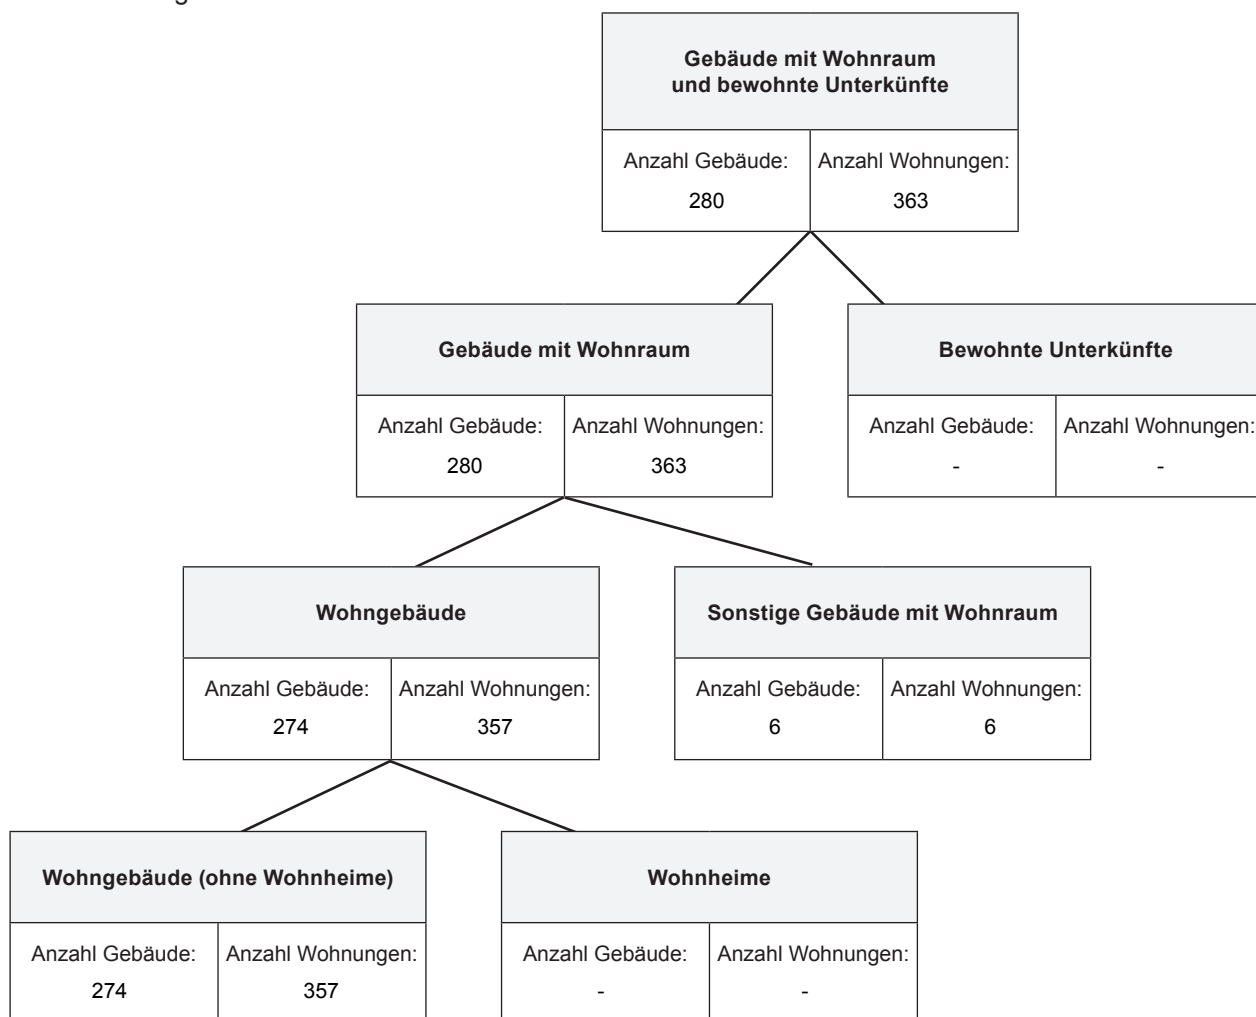 Gebäude mit Wohnraum
und bewohnte Unterkünfte
Anzahl Gebäude: Anzahl Wohnungen:
280 363
Gebäude mit Wohnraum
Anzahl Gebäude: Anzahl Wohnungen:
280 363
Bewohnte Unterkünfte
Anzahl Gebäude: Anzahl Wohnungen:
- -
Wohngebäude
Anzahl Gebäude: Anzahl Wohnungen:
274 357
Sonstige Gebäude mit Wohnraum
Anzahl Gebäude: Anzahl Wohnungen:
6 6
Wohngebäude (ohne Wohnheime)
Anzahl Gebäude: Anzahl Wohnungen:
274 357
Wohnheime
Anzahl Gebäude: Anzahl Wohnungen:
- -